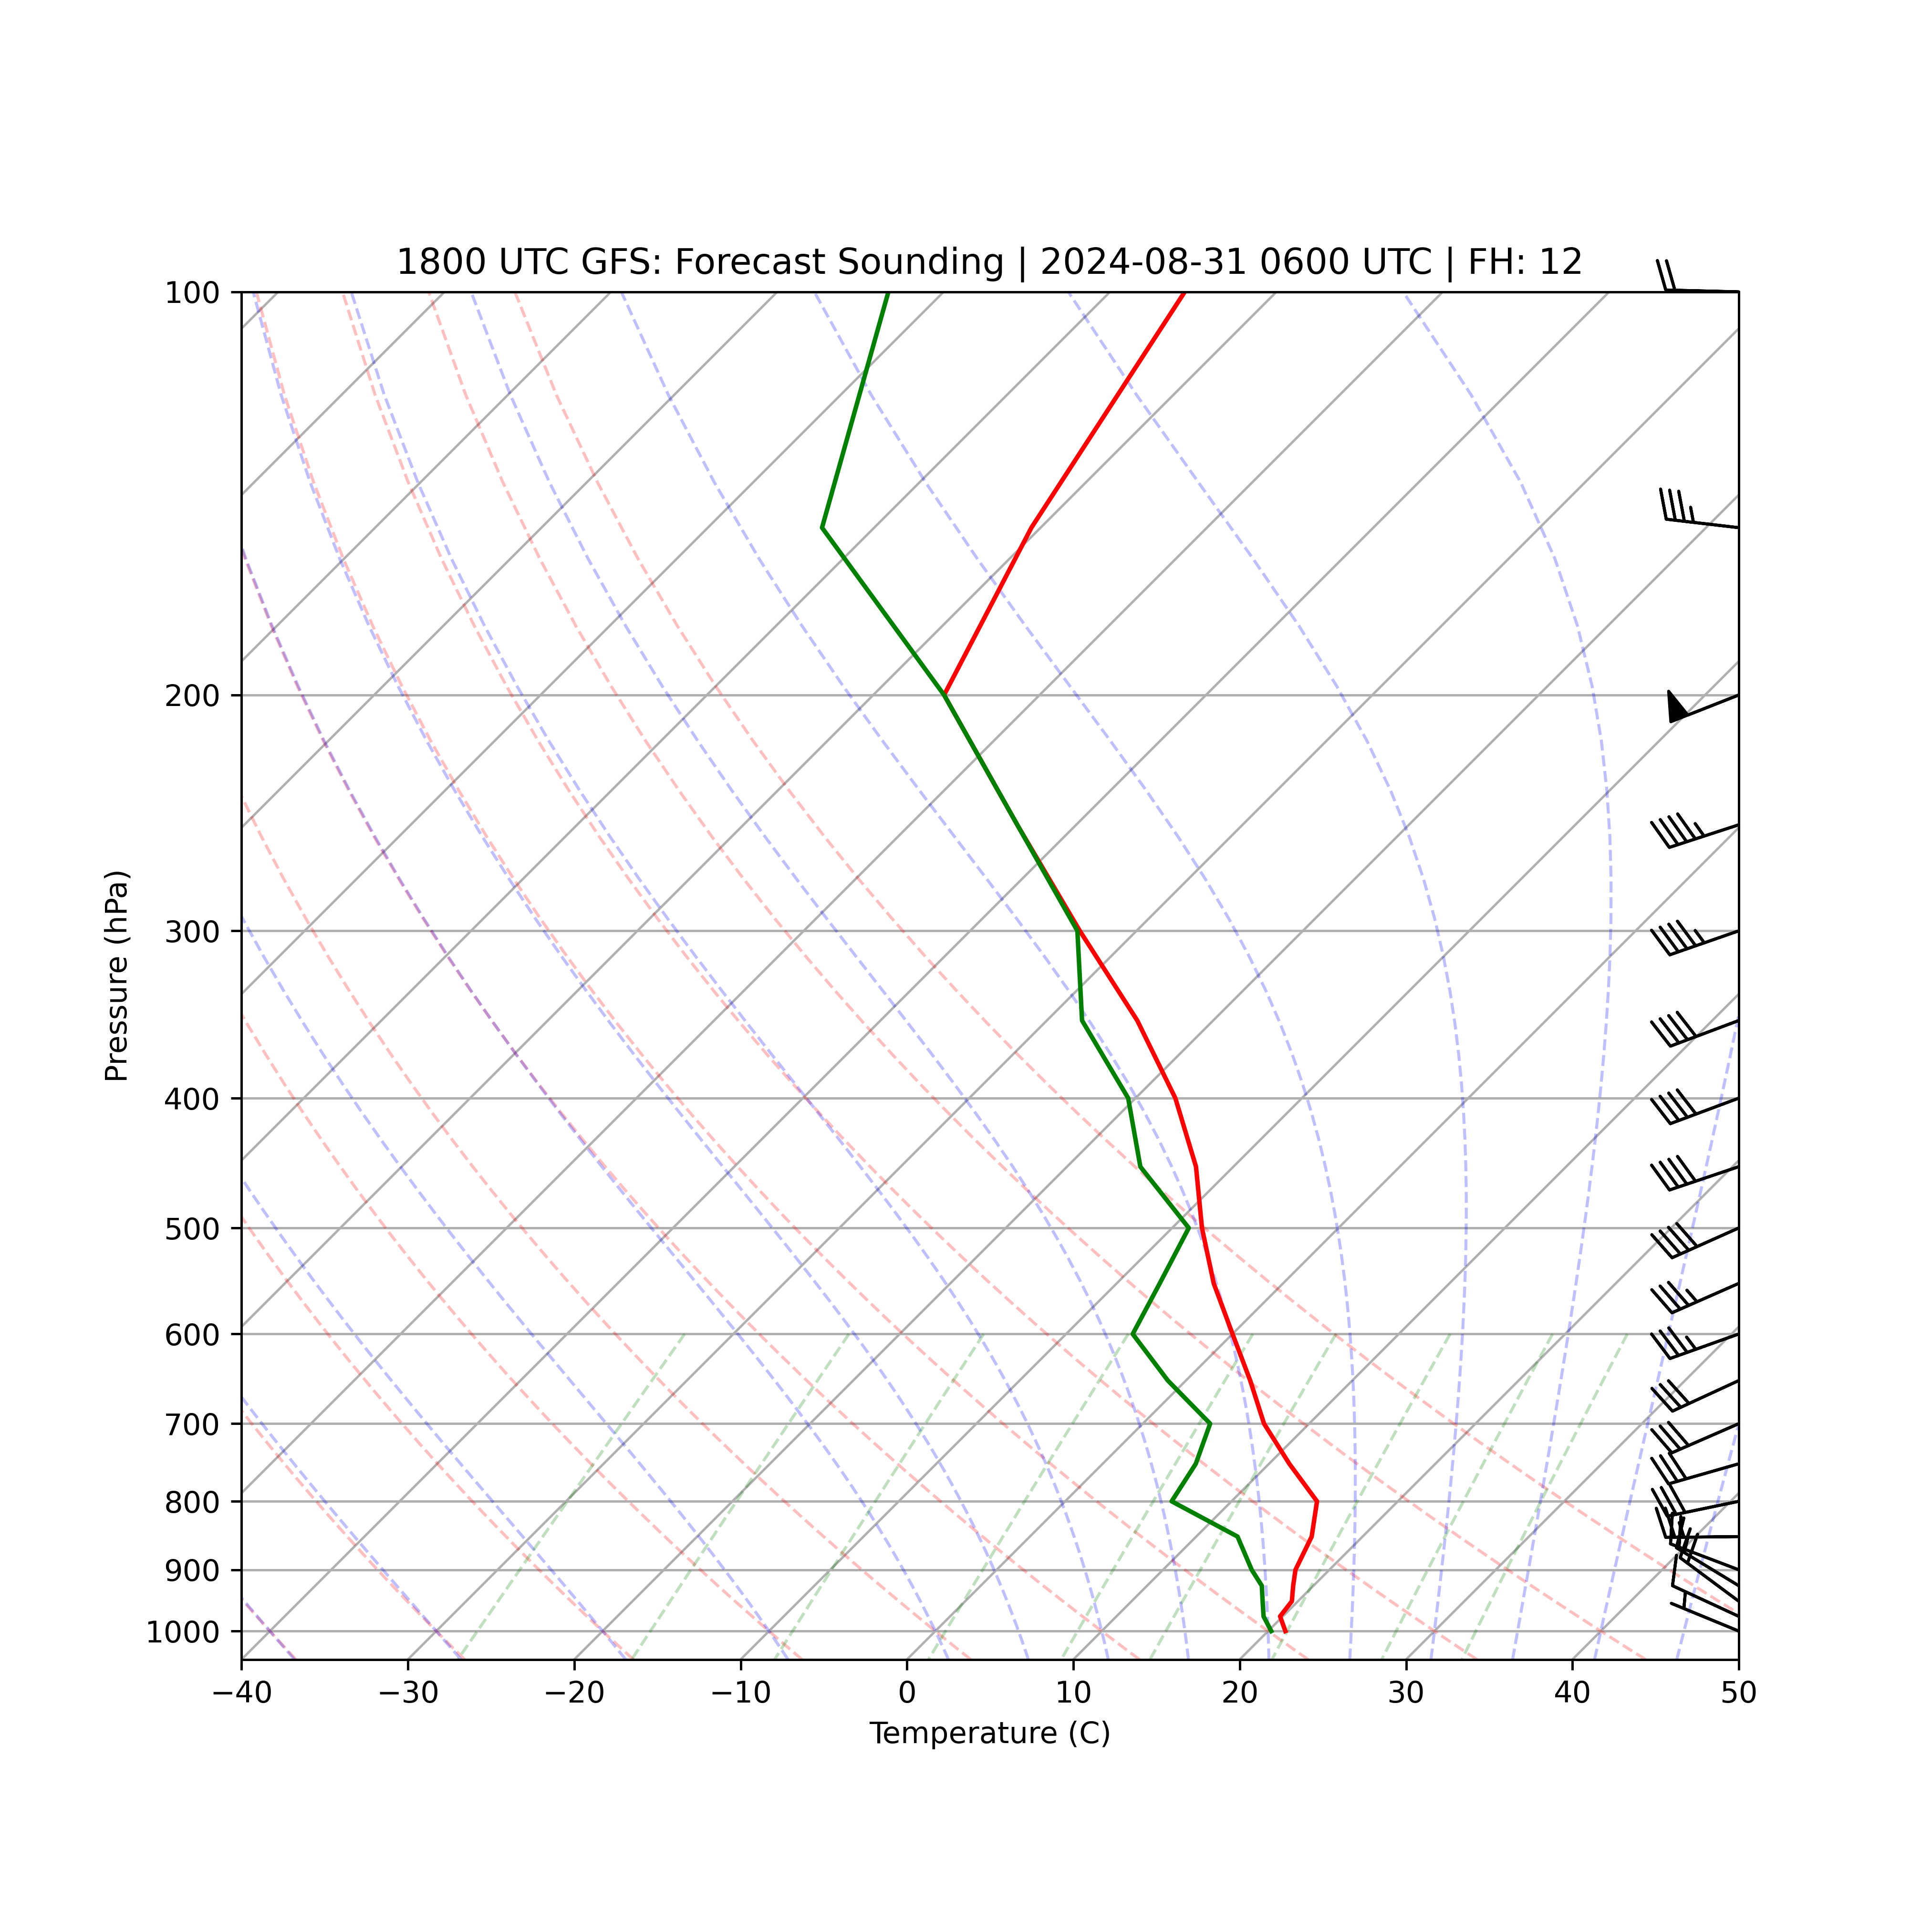 1800 UTC GFS: Forecast Sounding | 2024-08-31 0600 UTC | FH: 12
100
200
300
400
500
600
700
800
900
1000
Pressure (hPa)
−40 −30 −20 −10 0 10 20 30 40 50
Temperature (C)